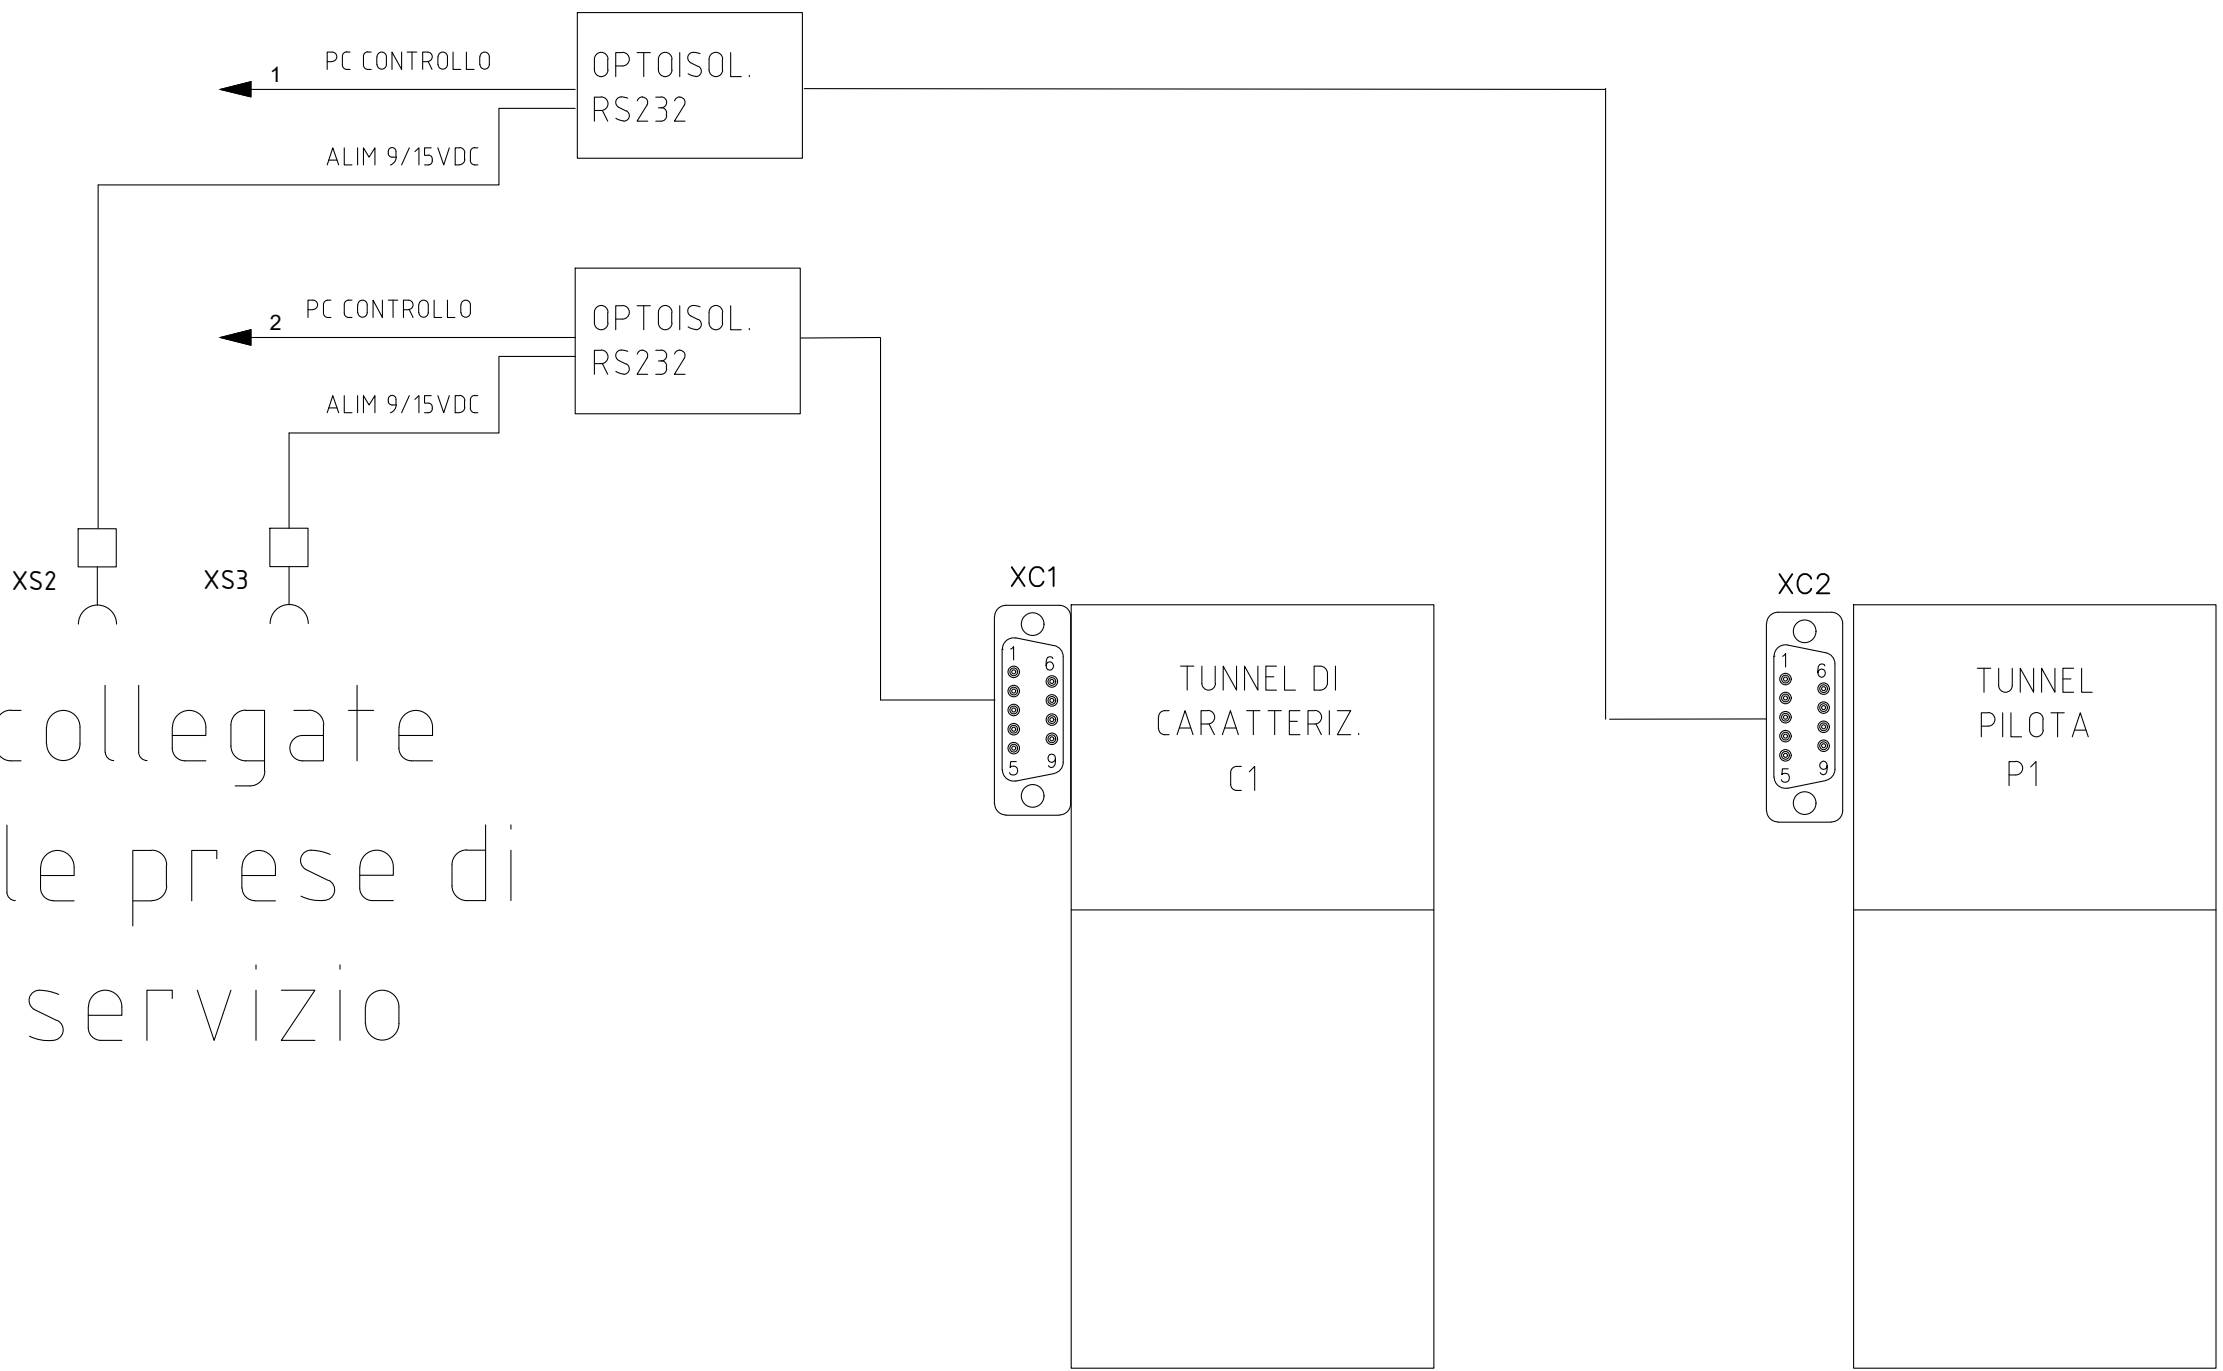 1
PC CONTROLLO
OPTOISOL.
RS232
ALIM 9/15VDC
2
PC CONTROLLO
OPTOISOL.
RS232
ALIM 9/15VDC
XS2
XS3
XC1
1
6
5
9
TUNNEL DI
CARATTERIZ.
C1
XC2
1
6
5
9
TUNNEL
PILOTA
P1
collegate
le prese di
servizio